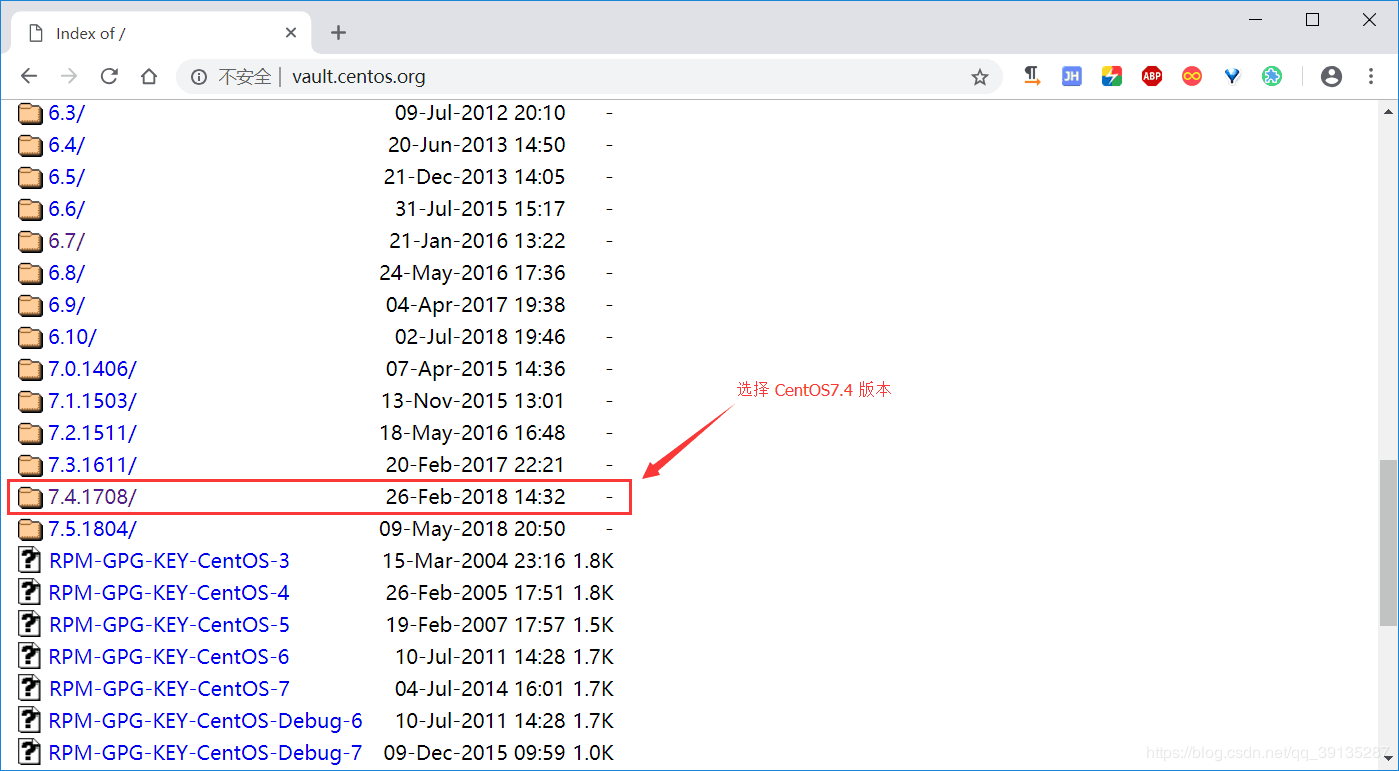 Index of /
不安全 | vault.centos.org
JH
ABP
6.3/ 09-Jul-2012 20:10 -
6.4/ 20-Jun-2013 14:50 -
6.5/ 21-Dec-2013 14:05 -
6.6/ 31-Jul-2015 15:17 -
6.7/ 21-Jan-2016 13:22 -
6.8/ 24-May-2016 17:36 -
6.9/ 04-Apr-2017 19:38 -
6.10/ 02-Jul-2018 19:46 -
7.0.1406/ 07-Apr-2015 14:36 -
选择 CentOS7.4 版本
7.1.1503/ 13-Nov-2015 13:01 -
7.2.1511/ 18-May-2016 16:48 -
7.3.1611/ 20-Feb-2017 22:21 -
7.4.1708/ 26-Feb-2018 14:32 -
7.5.1804/ 09-May-2018 20:50 -
RPM-GPG-KEY-CentOS-3 15-Mar-2004 23:16 1.8K
RPM-GPG-KEY-CentOS-4 26-Feb-2005 17:51 1.8K
RPM-GPG-KEY-CentOS-5 19-Feb-2007 17:57 1.5K
RPM-GPG-KEY-CentOS-6 10-Jul-2011 14:28 1.7K
RPM-GPG-KEY-CentOS-7 04-Jul-2014 16:01 1.7K
RPM-GPG-KEY-CentOS-Debug-6 10-Jul-2011 14:28 1.7K
RPM-GPG-KEY-CentOS-Debug-7 09-Dec-2015 09:59 1.0K
https://blog.csdn.net/qq_39135287